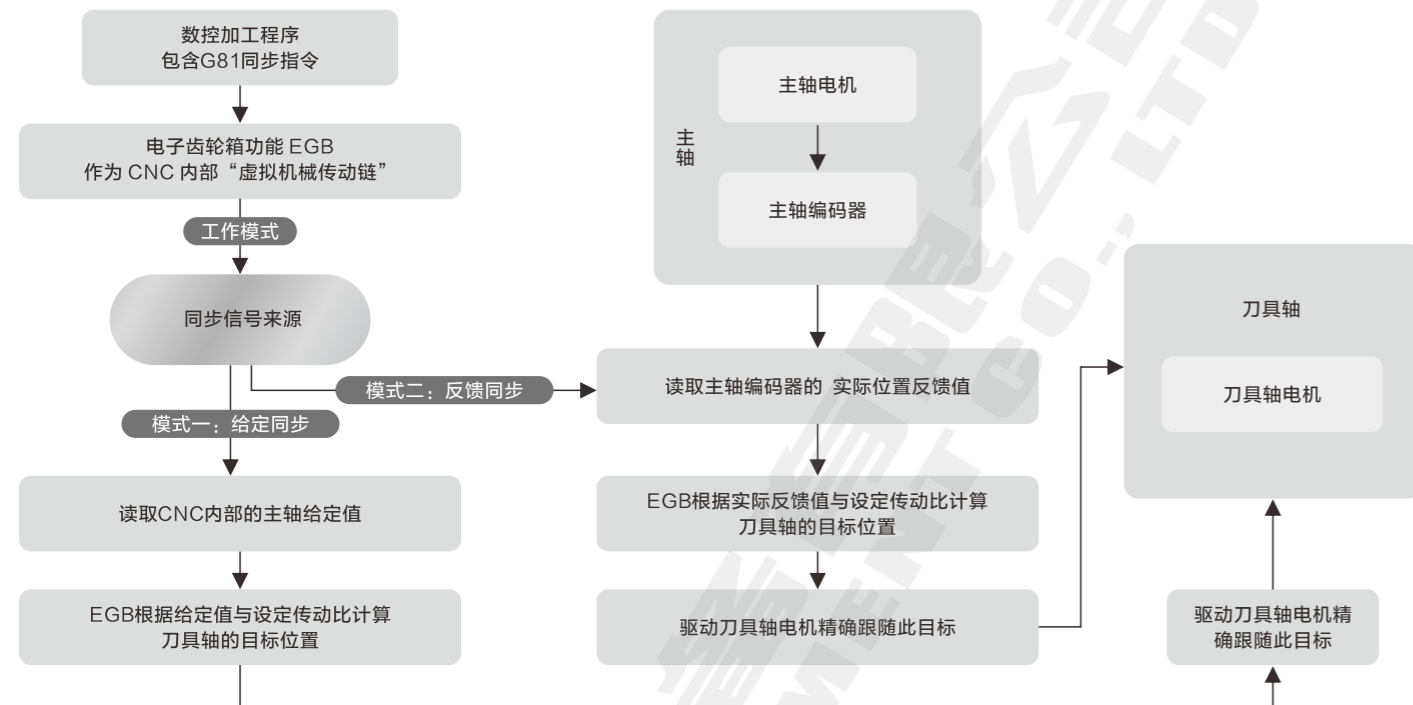 数控加工程序
包含G81同步指令
电子齿轮箱功能 EGB
作为 CNC 内部“虚拟机械传动链”
工作模式
同步信号来源
模式二：反馈同步
模式一：给定同步
读取CNC内部的主轴给定值
EGB根据给定值与设定传动比计算
刀具轴的目标位置
主轴
主轴电机
主轴编码器
读取主轴编码器的 实际位置反馈值
EGB根据实际反馈值与设定传动比计算
刀具轴的目标位置
驱动刀具轴电机精确跟随此目标
刀具轴
刀具轴电机
驱动刀具轴电机精
确跟随此目标
备有限公司
MENT CO., LTD